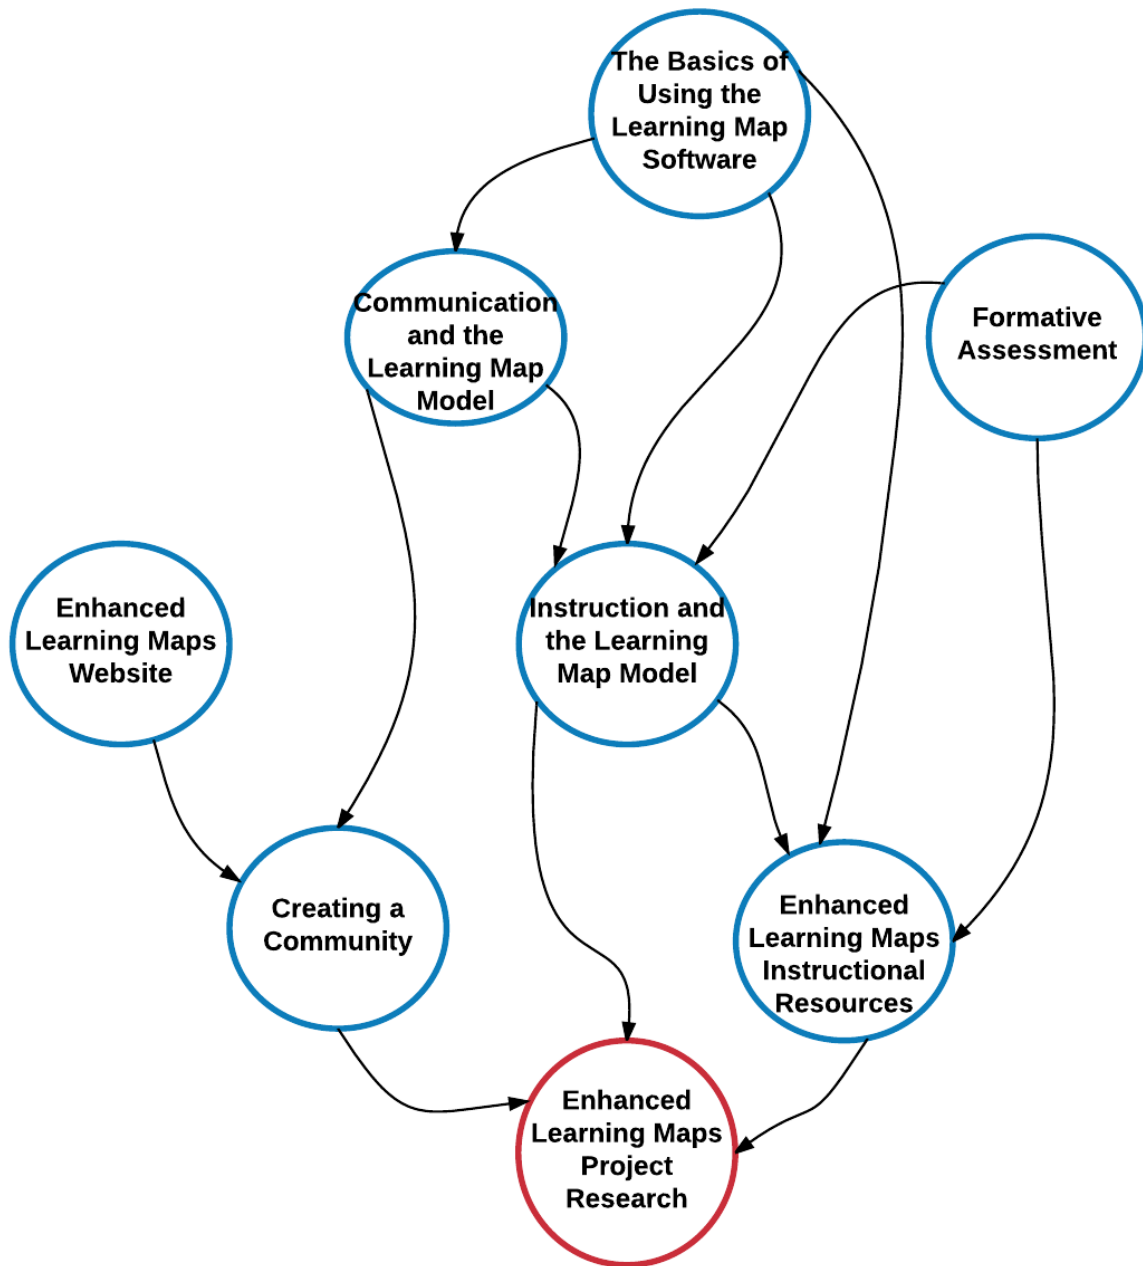 The Basics of
Using the
Learning Map
Software
Communication
and the
Learning Map
Model
Formative
Assessment
Enhanced
Learning Maps
Website
Instruction and
the Learning
Map Model
Creating a
Community
Enhanced
Learning Maps
Instructional
Resources
Enhanced
Learning Maps
Project
Research